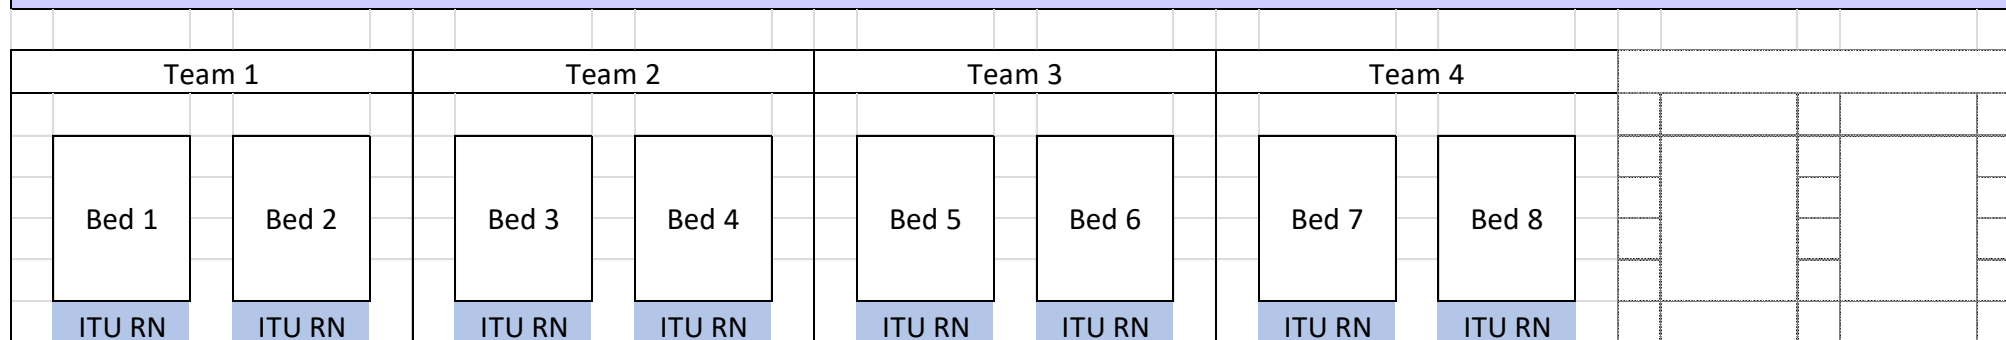 Team 1 Team 2 Team 3 Team 4
Bed 1 Bed 2 Bed 3 Bed 4 Bed 5 Bed 6 Bed 7 Bed 8
ITU RN ITU RN ITU RN ITU RN ITU RN ITU RN ITU RN ITU RN